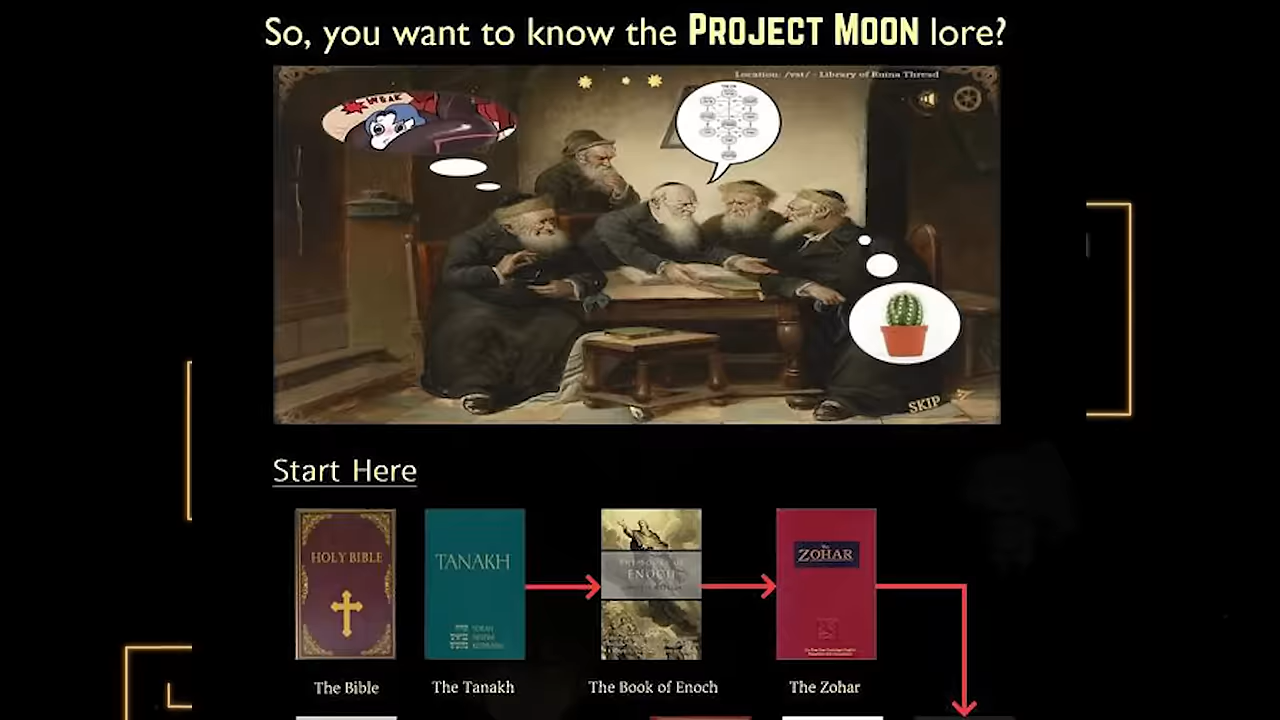 So, you want to know the PROJECT MOON lore?
Location: /vst/ - Library of Ruina Thread
WEAK
SKIP
Start Here
HOLY BIBLE
TANAKH
ENOCH
The
ZOHAR
The Bible
The Tanakh
The Book of Enoch
The Zohar